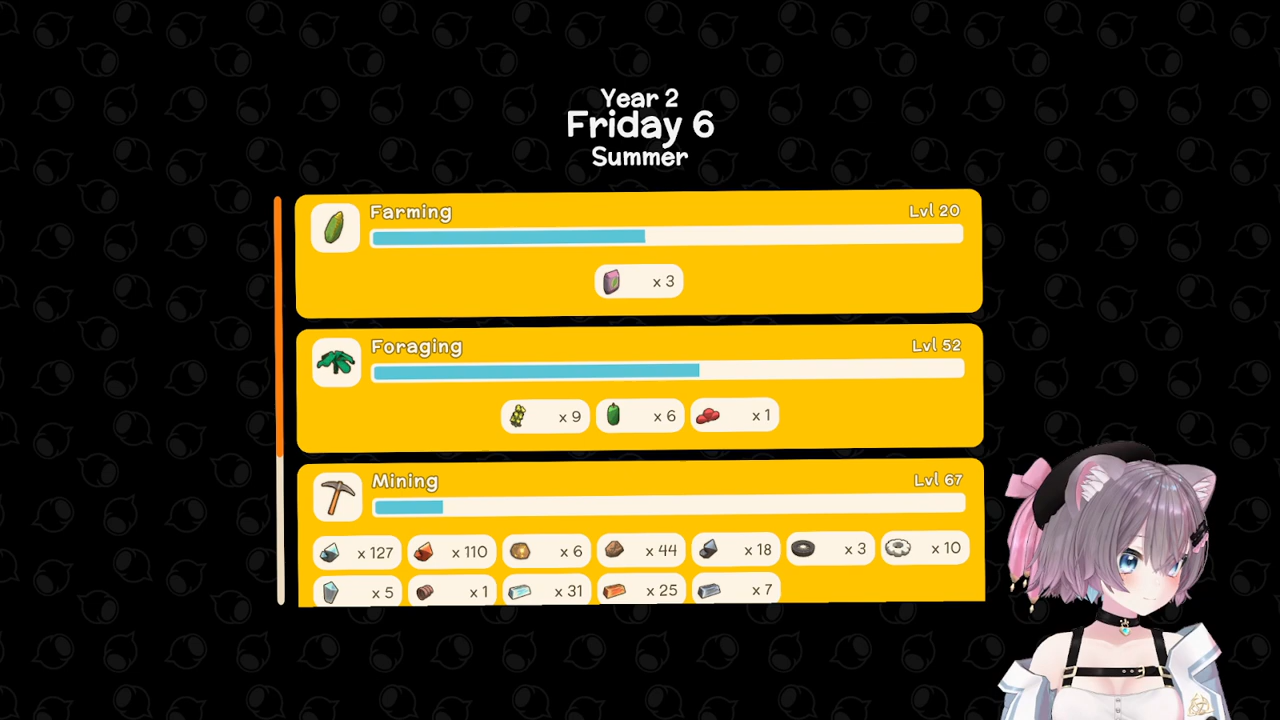 Year 2
Friday 6
Summer
Farming Lvl 20
x 3
Foraging Lvl 52
x 9 x 6 x 1
Mining Lvl 67
x 127 x 110 x 6 x 44 x 18 x 3 x 10
x 5 x 1 x 31 x 25 x 7